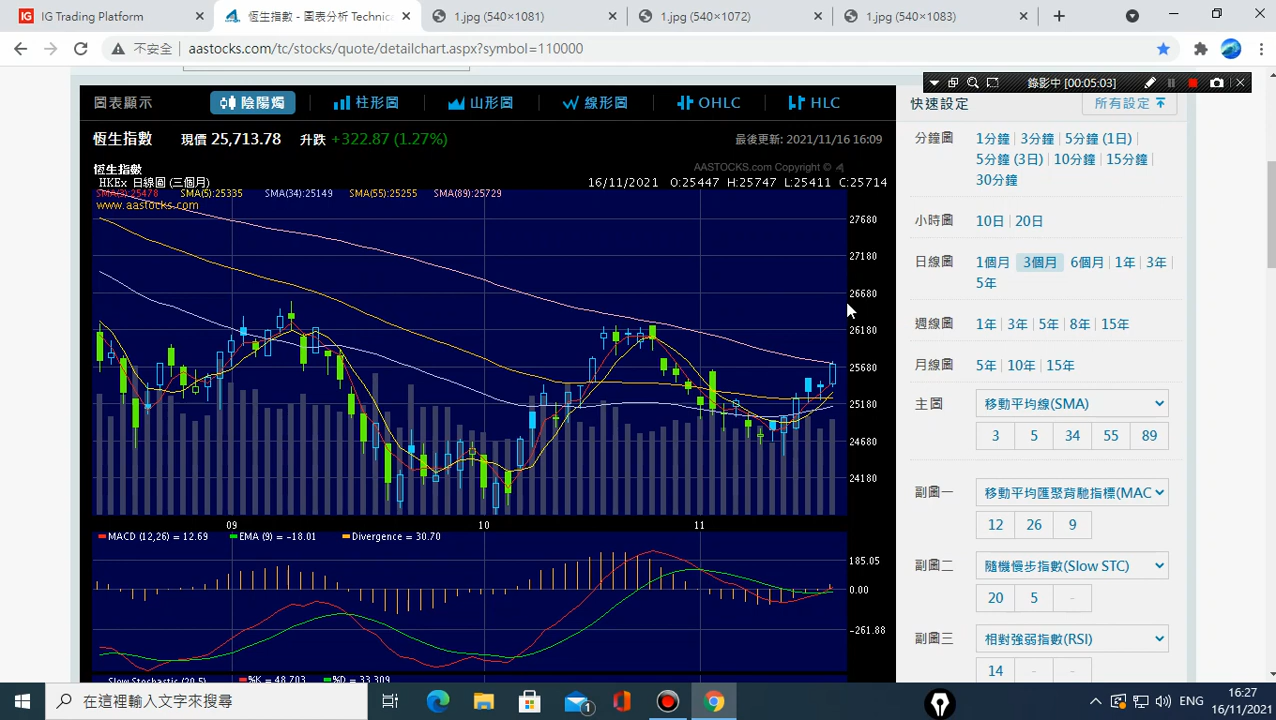 IG Trading Platform
恆生指數 - 圖表分析 Technica
1.jpg (540×1081)
1.jpg (540×1072)
1.jpg (540×1083)
不安全
aastocks.com/tc/stocks/quote/detailchart.aspx?symbol=110000
錄影中 [00:05:03]
圖表顯示 陰陽燭 柱形圖 山形圖 線形圖 OHLC HLC
快速設定 所有設定
恆生指數 現價 25,713.78 升跌 +322.87 (1.27%)
最後更新: 2021/11/16 16:09
恆生指數
AASTOCKS.com Copyright ©
HKEx 日線圖 (三個月)
16/11/2021 O:25447 H:25747 L:25411 C:25714
SMA(3):25478 SMA(5):25335 SMA(34):25149 SMA(55):25255 SMA(89):25729
www.aastocks.com
27680
27180
26680
26180
25680
25180
24680
24180
09 10 11
MACD (12,26) = 12.69 EMA (9) = -18.01 Divergence = 30.70
185.05
0.00
-261.88
Slow Stochastic (20,5) %K = 48.703 %D = 33.309
分鐘圖 1分鐘 3分鐘 5分鐘 (1日)
5分鐘 (3日) 10分鐘 15分鐘
30分鐘
小時圖 10日 20日
日線圖 1個月 3個月 6個月 1年 3年
5年
週線圖 1年 3年 5年 8年 15年
月線圖 5年 10年 15年
主圖 移動平均線(SMA)
3 5 34 55 89
副圖一 移動平均匯聚背馳指標(MAC
12 26 9
副圖二 隨機慢步指數(Slow STC)
20 5 -
副圖三 相對強弱指數(RSI)
14 - -
在這裡輸入文字來搜尋
1
ENG
16:27
16/11/2021